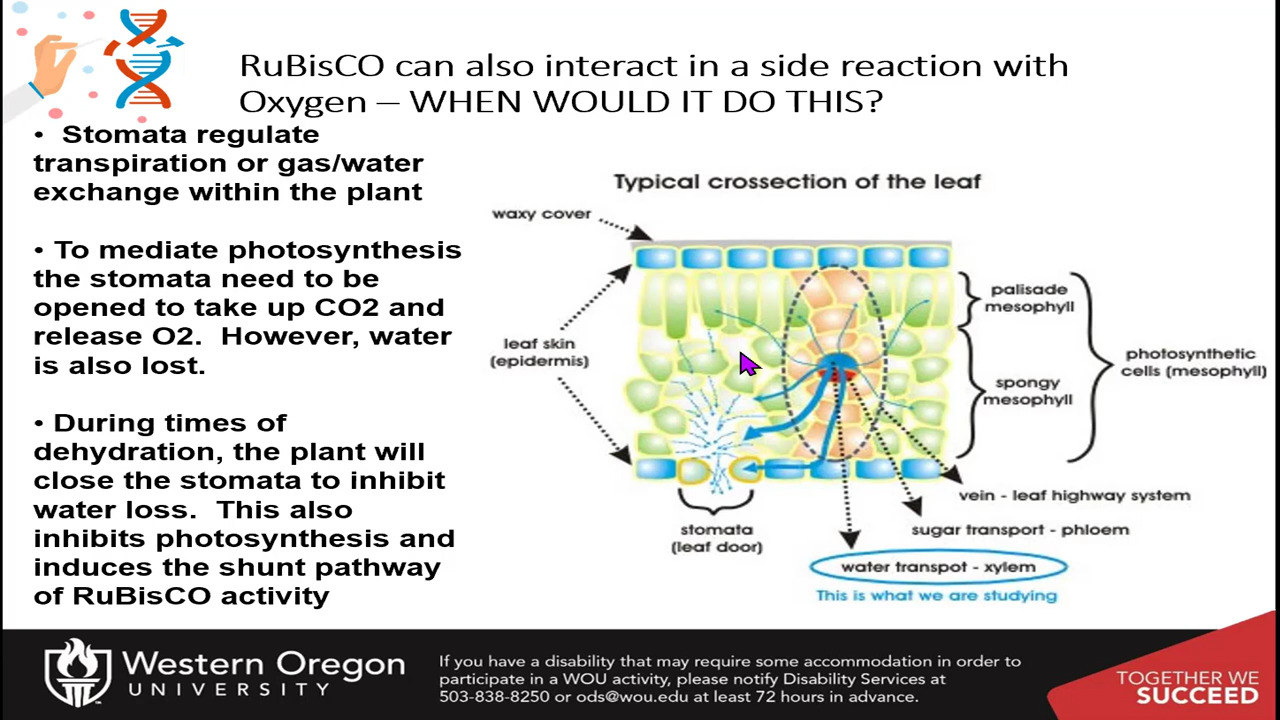 RuBisCO can also interact in a side reaction with
Oxygen – WHEN WOULD IT DO THIS?
• Stomata regulate
transpiration or gas/water
exchange within the plant
• To mediate photosynthesis
the stomata need to be
opened to take up CO2 and
release O2. However, water
is also lost.
• During times of
dehydration, the plant will
close the stomata to inhibit
water loss. This also
inhibits photosynthesis and
induces the shunt pathway
of RuBisCO activity
Typical crossection of the leaf
waxy cover
leaf skin
(epidermis)
palisade
mesophyll
spongy
mesophyll
photosynthetic
cells (mesophyll)
vein - leaf highway system
sugar transport - phloem
stomata
(leaf door)
water transpot - xylem
This is what we are studying
Western Oregon
UNIVERSITY
If you have a disability that may require some accommodation in order to
participate in a WOU activity, please notify Disability Services at
503-838-8250 or ods@wou.edu at least 72 hours in advance.
TOGETHER WE
SUCCEED